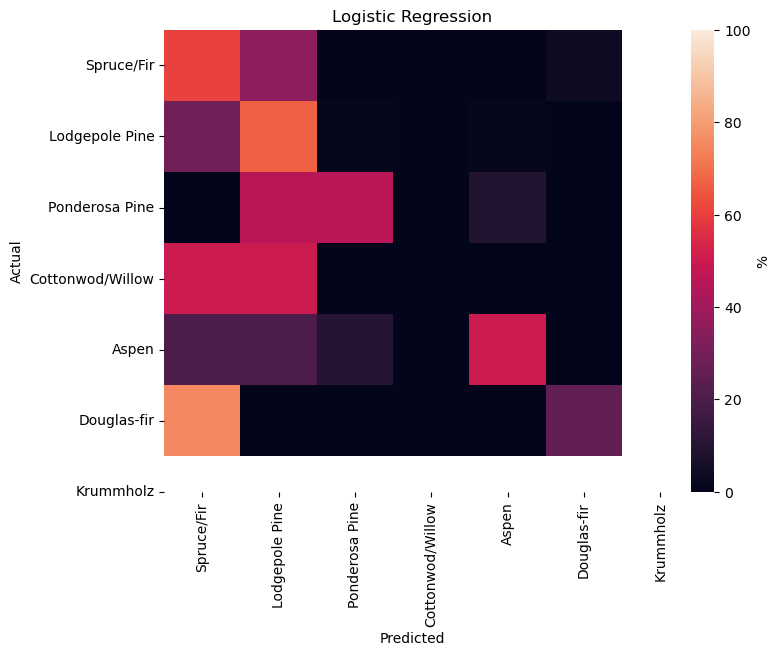 Logistic Regression
Actual
Spruce/Fir
Lodgepole Pine
Ponderosa Pine
Cottonwod/Willow
Aspen
Douglas-fir
Krummholz
Spruce/Fir
Lodgepole Pine
Ponderosa Pine
Cottonwod/Willow
Aspen
Douglas-fir
Krummholz
Predicted
100
80
60
40
20
0
%